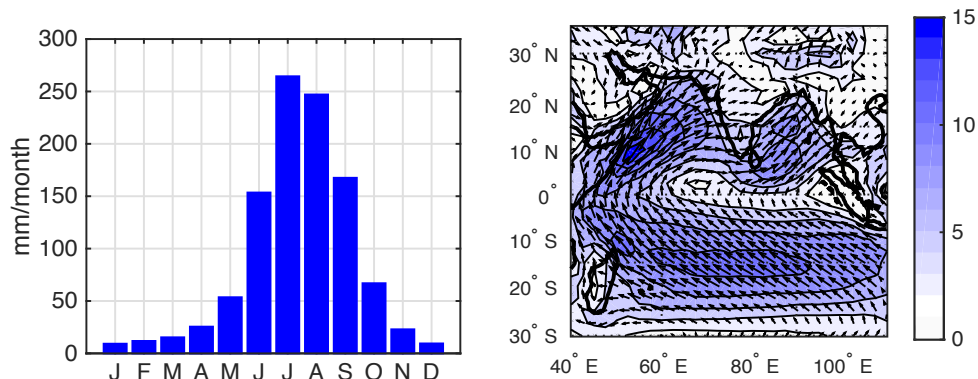 300
250
200
150
100
50
0
mm/month
J F M A M J J A S O N D
30° N
20° N
10° N
0°
10° S
20° S
30° S
40° E 60° E 80° E 100° E
15
10
5
0